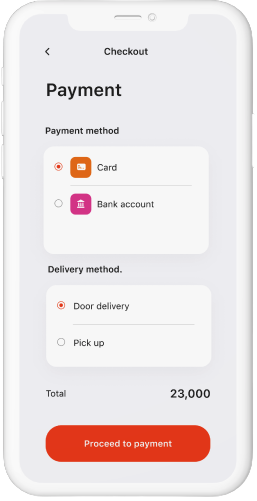 Checkout
Payment
Payment method
Card
Bank account
Delivery method.
Door delivery
Pick up
Total 23,000
Proceed to payment